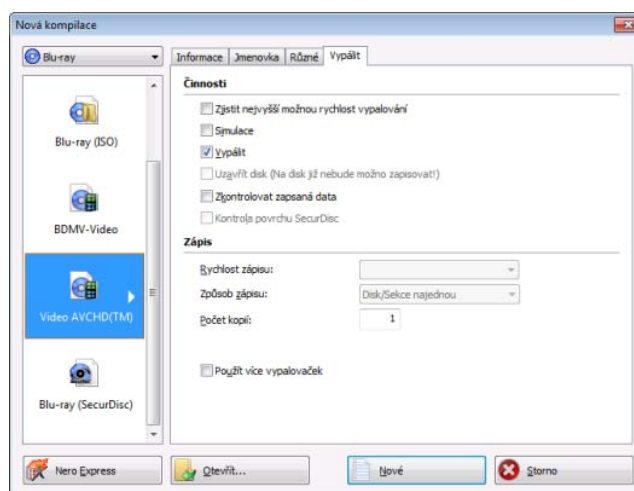 Nová kompilace
Blu-ray
Blu-ray (ISO)
BDMV-Video
Video AVCHD(TM)
Blu-ray (SecurDisc)
Informace Jmenovka Různé Vypálit
Činnosti
Zjistit nejvyšší možnou rychlost vypalování
Simulace
Vypálit
Uzavřít disk (Na disk již nebude možno zapisovat!)
Zkontrolovat zapsaná data
Kontrola povrchu SecurDisc
Zápis
Rychlost zápisu:
Způsob zápisu: Disk/Sekce najednou
Počet kopií: 1
Použít více vypalovaček
Nero Express Otevřít... Nové Storno